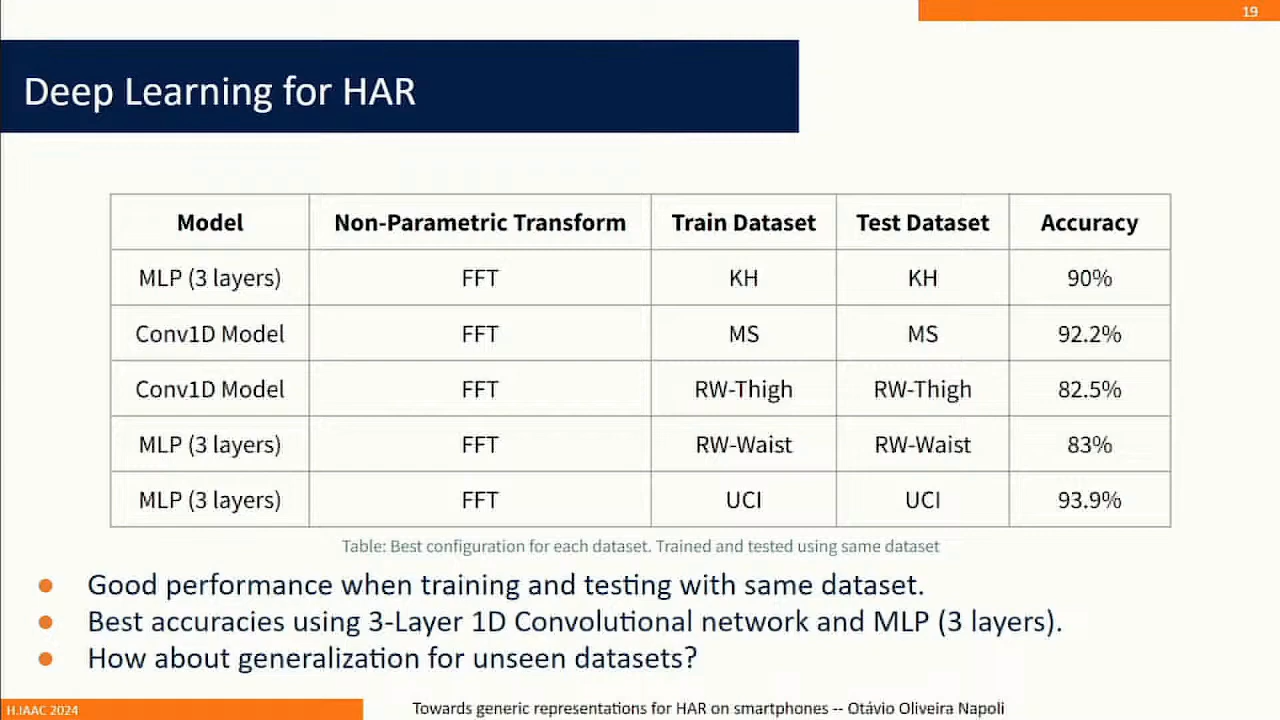 19
Deep Learning for HAR
Model Non-Parametric Transform Train Dataset Test Dataset Accuracy
MLP (3 layers) FFT KH KH 90%
Conv1D Model FFT MS MS 92.2%
Conv1D Model FFT RW-Thigh RW-Thigh 82.5%
MLP (3 layers) FFT RW-Waist RW-Waist 83%
MLP (3 layers) FFT UCI UCI 93.9%
Table: Best configuration for each dataset. Trained and tested using same dataset
● Good performance when training and testing with same dataset.
● Best accuracies using 3-Layer 1D Convolutional network and MLP (3 layers).
● How about generalization for unseen datasets?
H.IAAC 2024
Towards generic representations for HAR on smartphones -- Otávio Oliveira Napoli